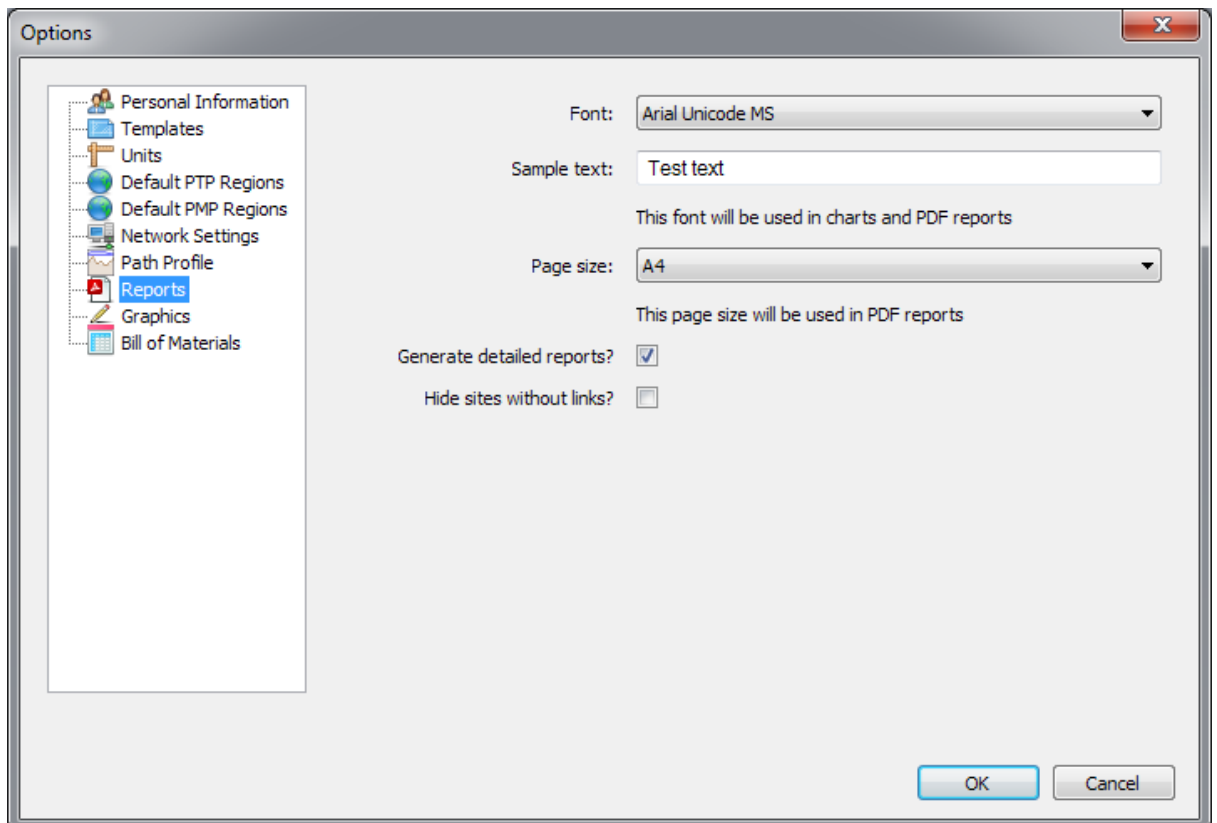 Options
Personal Information
Templates
Units
Default PTP Regions
Default PMP Regions
Network Settings
Path Profile
Reports
Graphics
Bill of Materials
Font: Arial Unicode MS
Sample text: Test text
This font will be used in charts and PDF reports
Page size: A4
This page size will be used in PDF reports
Generate detailed reports?
Hide sites without links?
OK Cancel